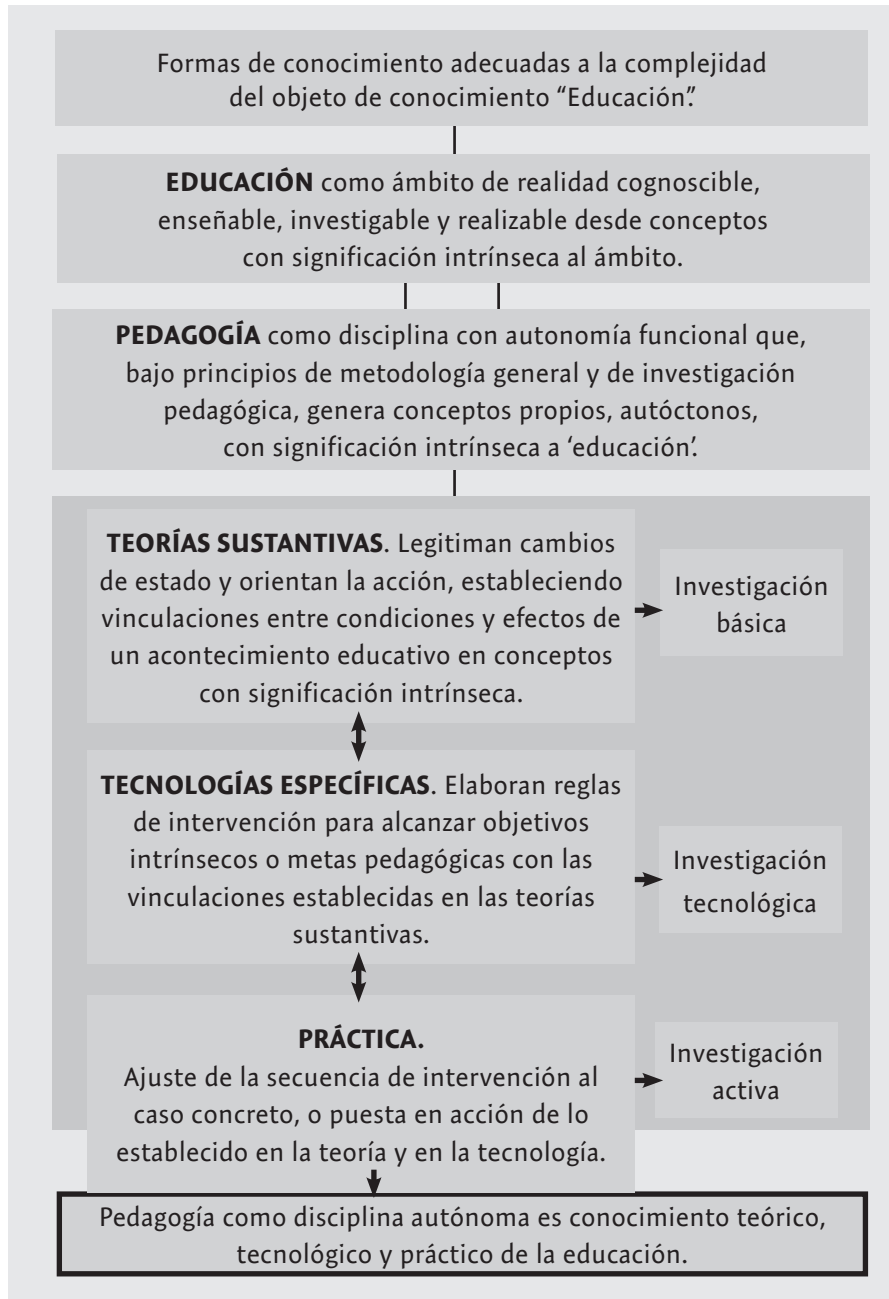 Formas de conocimiento adecuadas a la complejidad
del objeto de conocimiento “Educación”.
EDUCACIÓN como ámbito de realidad cognoscible,
enseñable, investigable y realizable desde conceptos
con significación intrínseca al ámbito.
PEDAGOGÍA como disciplina con autonomía funcional que,
bajo principios de metodología general y de investigación
pedagógica, genera conceptos propios, autóctonos,
con significación intrínseca a ‘educación’.
TEORÍAS SUSTANTIVAS. Legitiman cambios
de estado y orientan la acción, estableciendo
vinculaciones entre condiciones y efectos de
un acontecimiento educativo en conceptos
con significación intrínseca.
Investigación
básica
TECNOLOGÍAS ESPECÍFICAS. Elaboran reglas
de intervención para alcanzar objetivos
intrínsecos o metas pedagógicas con las
vinculaciones establecidas en las teorías
sustantivas.
Investigación
tecnológica
PRÁCTICA.
Ajuste de la secuencia de intervención al
caso concreto, o puesta en acción de lo
establecido en la teoría y en la tecnología.
Investigación
activa
Pedagogía como disciplina autónoma es conocimiento teórico,
tecnológico y práctico de la educación.